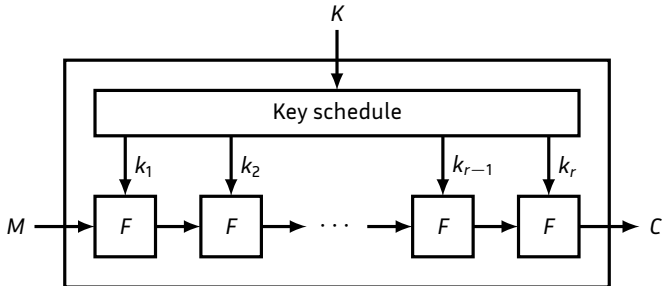 K
Key schedule
k₁ k₂ kᵣ₋₁ kᵣ
M F F ··· F F C